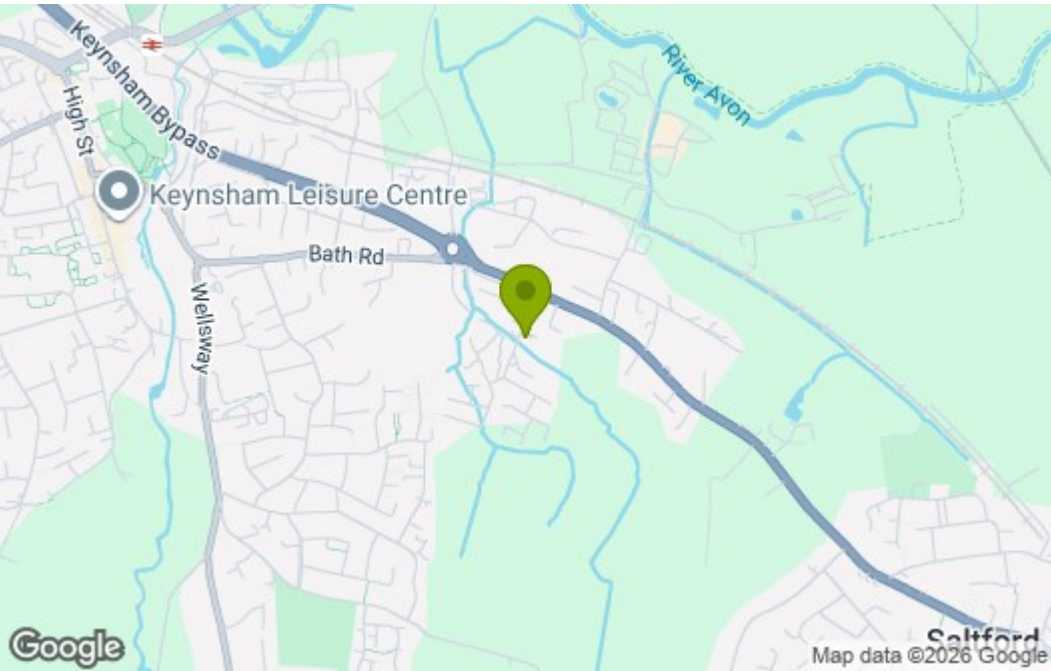 Keynsham Bypass
High St
River Avon
Keynsham Leisure Centre
Bath Rd
Wellsway
Saltford
Google
Map data ©2026 Google